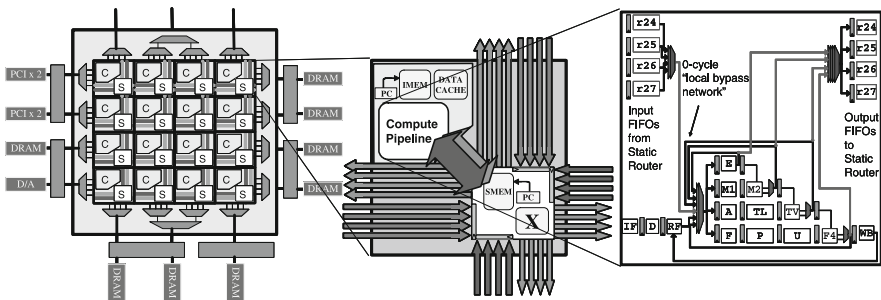 PCI x 2
PCI x 2
DRAM
D/A
C C C C
S S S S
C C C C
S S S S
C C C C
S S S S
C C C C
S S S S
DRAM
DRAM
DRAM
DRAM
DRAM
DRAM
DRAM
PC
IMEM
DATA
CACHE
Compute
Pipeline
SMEM
PC
X
r24
r25
r26
r27
Input
FIFOs
from
Static
Router
0-cycle
"local bypass
network"
r24
r25
r26
r27
Output
FIFOs
to
Static
Router
E
M1 M2
A TL TV
IF D RF F P U F4 WB